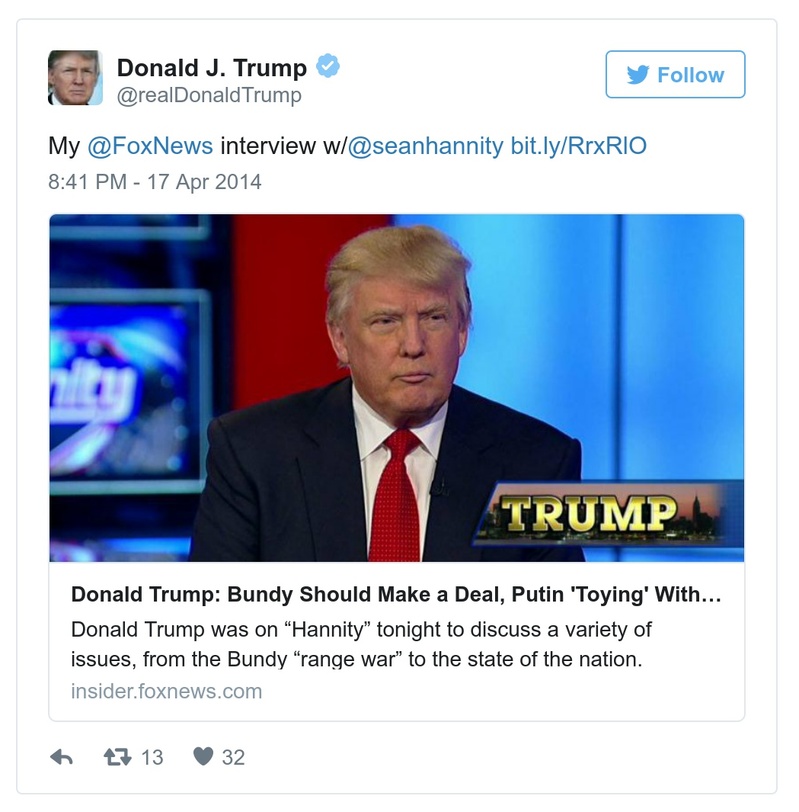 Donald J. Trump
@realDonaldTrump
Follow
My @FoxNews interview w/@seanhannity bit.ly/RrxRlO
8:41 PM - 17 Apr 2014
nity
TRUMP
Donald Trump: Bundy Should Make a Deal, Putin 'Toying' With…
Donald Trump was on “Hannity” tonight to discuss a variety of
issues, from the Bundy “range war” to the state of the nation.
insider.foxnews.com
13
32